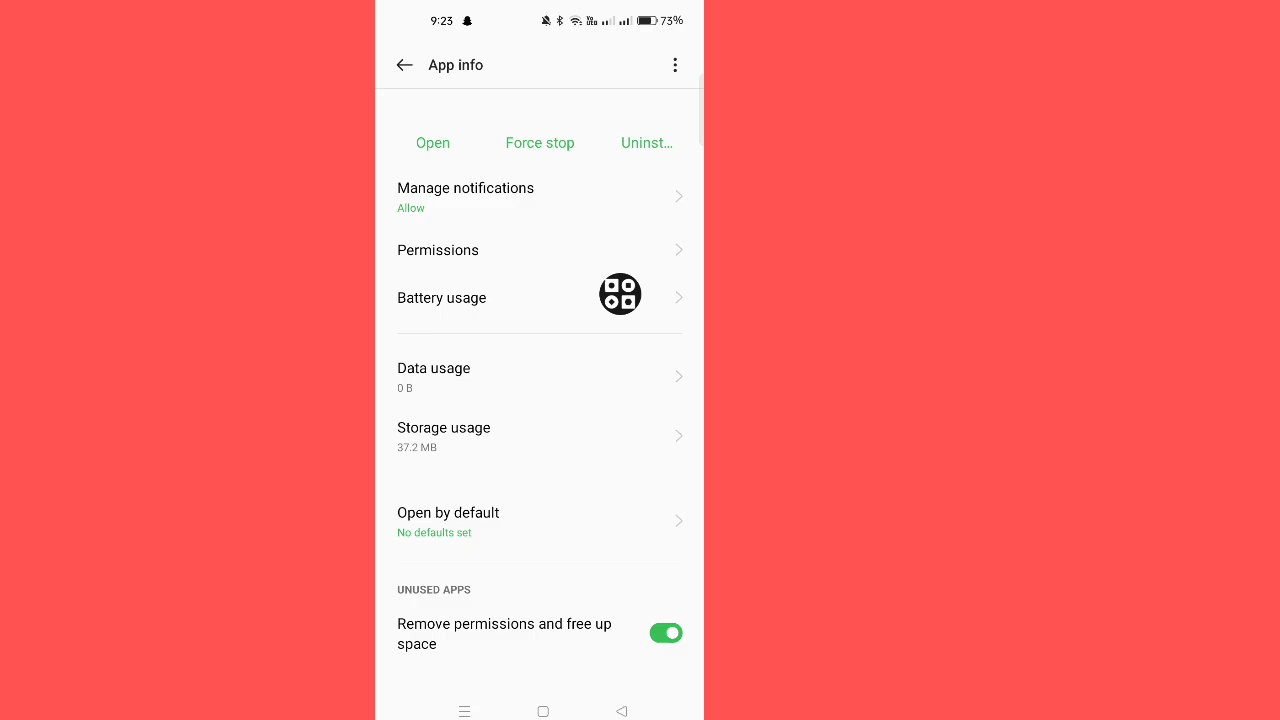 9:23 73%
App info
Open Force stop Uninst...
Manage notifications
Allow
Permissions
Battery usage
Data usage
0 B
Storage usage
37.2 MB
Open by default
No defaults set
UNUSED APPS
Remove permissions and free up
space